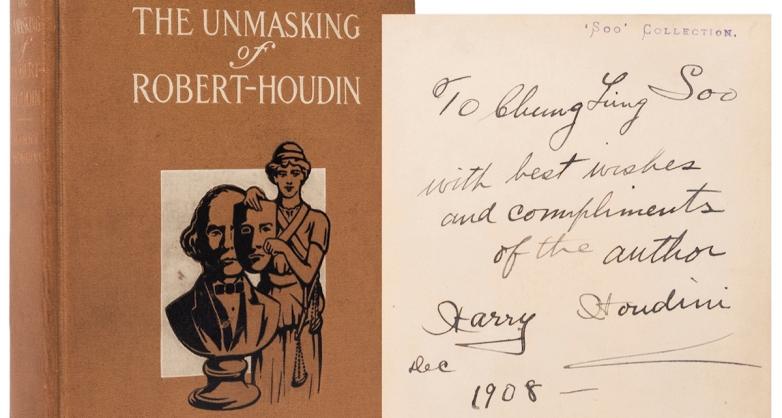 THE UNMASKING
of
ROBERT-HOUDIN
'SOO' COLLECTION.
To Chung Ling Soo
with best wishes
and compliments
of the author
Harry Houdini
Dec
1908 —